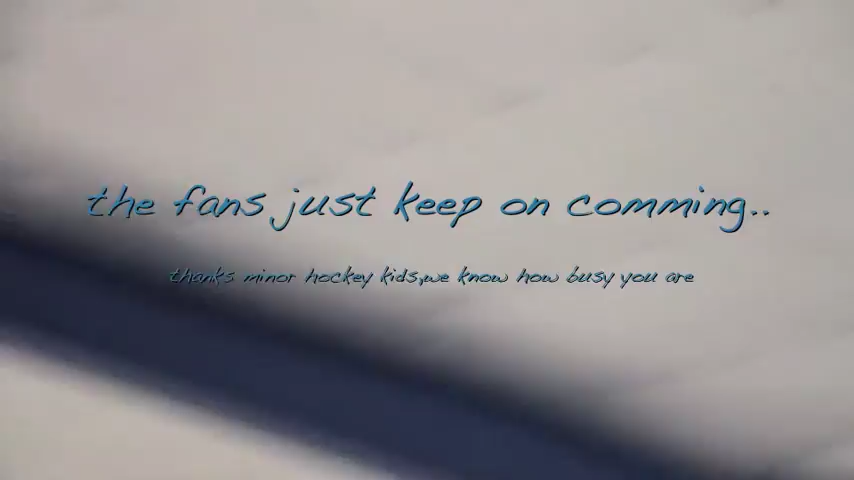 the fans just keep on comming..
thanks minor hockey kids,we know how busy you are